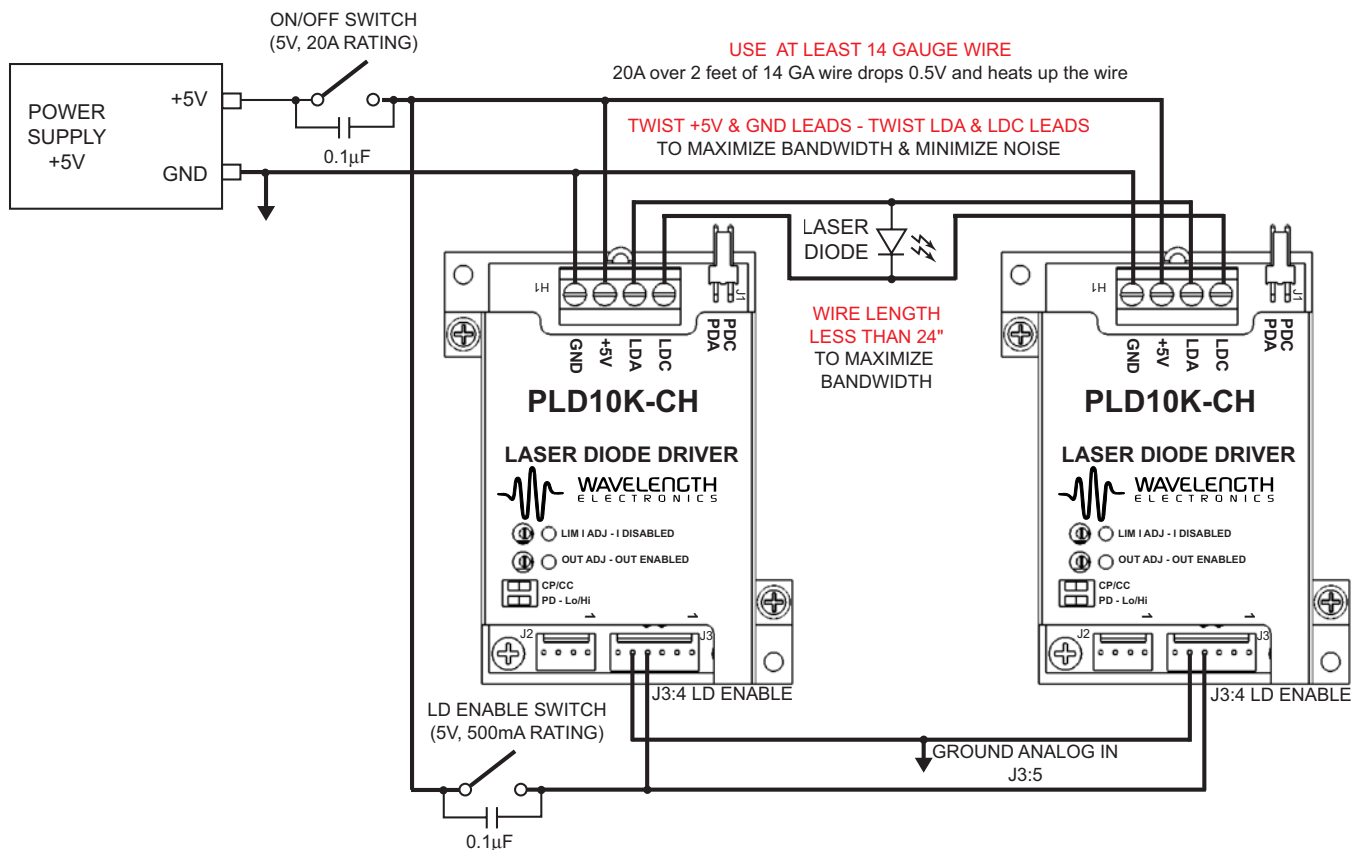 ON/OFF SWITCH
(5V, 20A RATING)
POWER
SUPPLY
+5V
+5V
GND
0.1µF
USE AT LEAST 14 GAUGE WIRE
20A over 2 feet of 14 GA wire drops 0.5V and heats up the wire
TWIST +5V & GND LEADS - TWIST LDA & LDC LEADS
TO MAXIMIZE BANDWIDTH & MINIMIZE NOISE
LASER
DIODE
WIRE LENGTH
LESS THAN 24"
TO MAXIMIZE
BANDWIDTH
H1
J1
GND
+5V
LDA
LDC
PDA
PDC
PLD10K-CH
LASER DIODE DRIVER
WAVELENGTH
ELECTRONICS
LIM I ADJ - I DISABLED
OUT ADJ - OUT ENABLED
CP/CC
PD - Lo/Hi
1
1
J2
J3
J3:4 LD ENABLE
H1
J1
GND
+5V
LDA
LDC
PDA
PDC
PLD10K-CH
LASER DIODE DRIVER
WAVELENGTH
ELECTRONICS
LIM I ADJ - I DISABLED
OUT ADJ - OUT ENABLED
CP/CC
PD - Lo/Hi
1
1
J2
J3
J3:4 LD ENABLE
LD ENABLE SWITCH
(5V, 500mA RATING)
0.1µF
GROUND ANALOG IN
J3:5